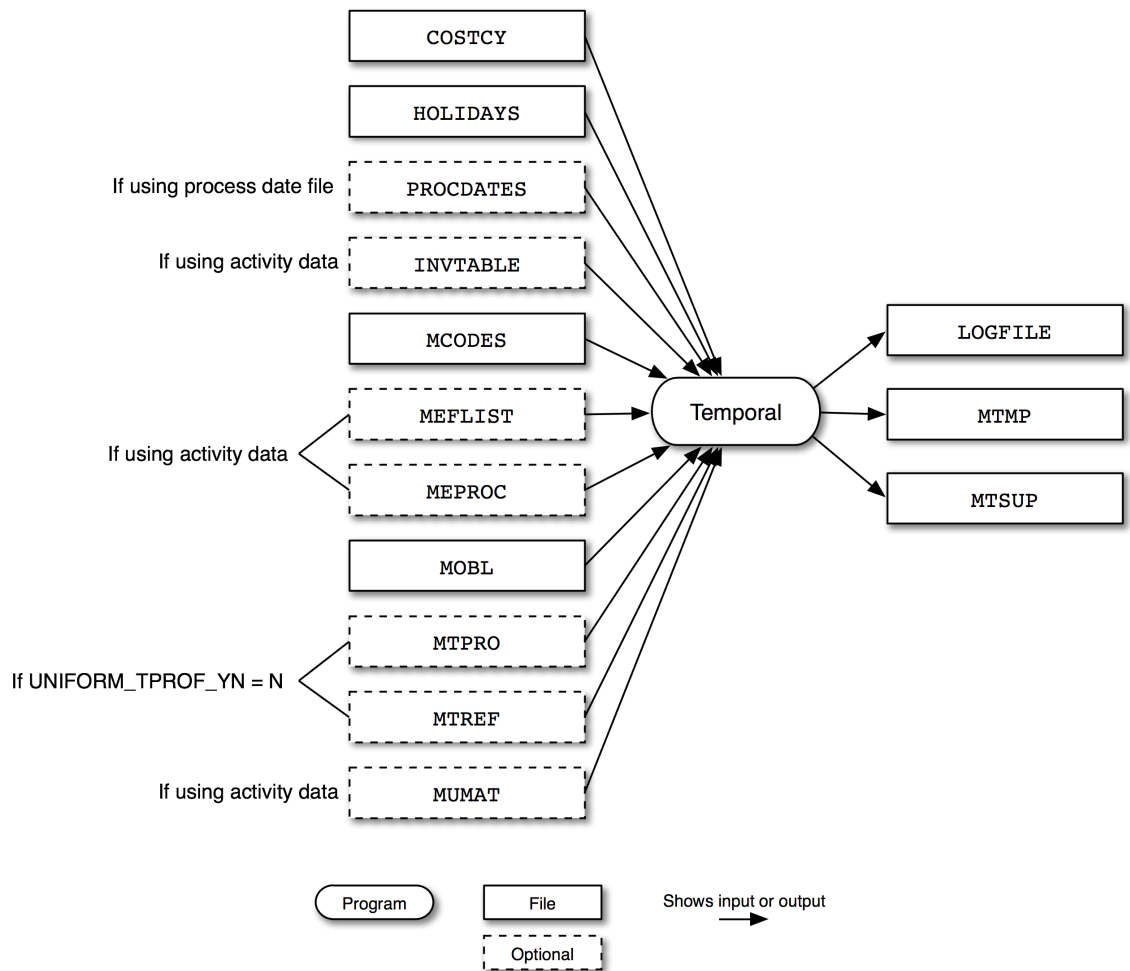 COSTCY
HOLIDAYS
If using process date file
PROCDATES
If using activity data
INVTABLE
MCODES
MEFLIST
If using activity data
MEPROC
MOBL
MTPRO
If UNIFORM_TPROF_YN = N
MTREF
If using activity data
MUMAT
Temporal
LOGFILE
MTMP
MTSUP
Program
File
Shows input or output
Optional